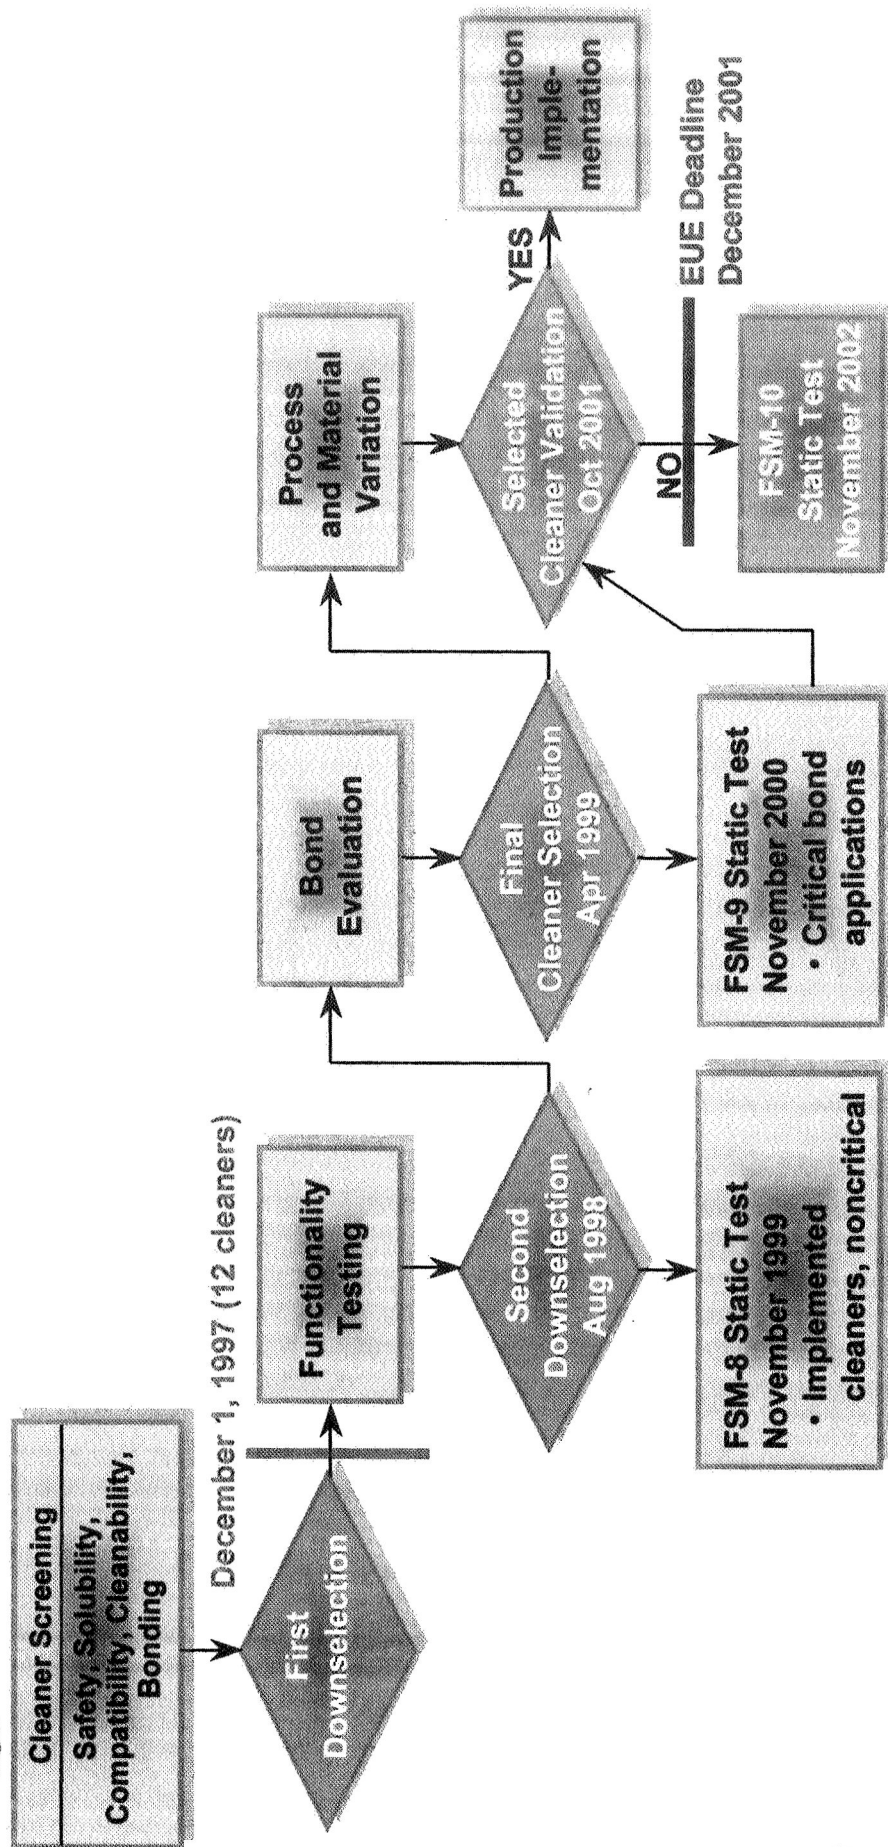 Cleaner Screening
Safety, Solubility,
Compatibility, Cleanability,
Bonding
First
Downselection
December 1, 1997 (12 cleaners)
Functionality
Testing
Second
Downselection
Aug 1998
FSM-8 Static Test
November 1999
• Implemented
cleaners, noncritical
Bond
Evaluation
Final
Cleaner Selection
Apr 1999
FSM-9 Static Test
November 2000
• Critical bond
applications
Process
and Material
Variation
Selected
Cleaner Validation
Oct 2001
YES
Production
Imple-
mentation
NO
EUE Deadline
December 2001
FSM-10
Static Test
November 2002